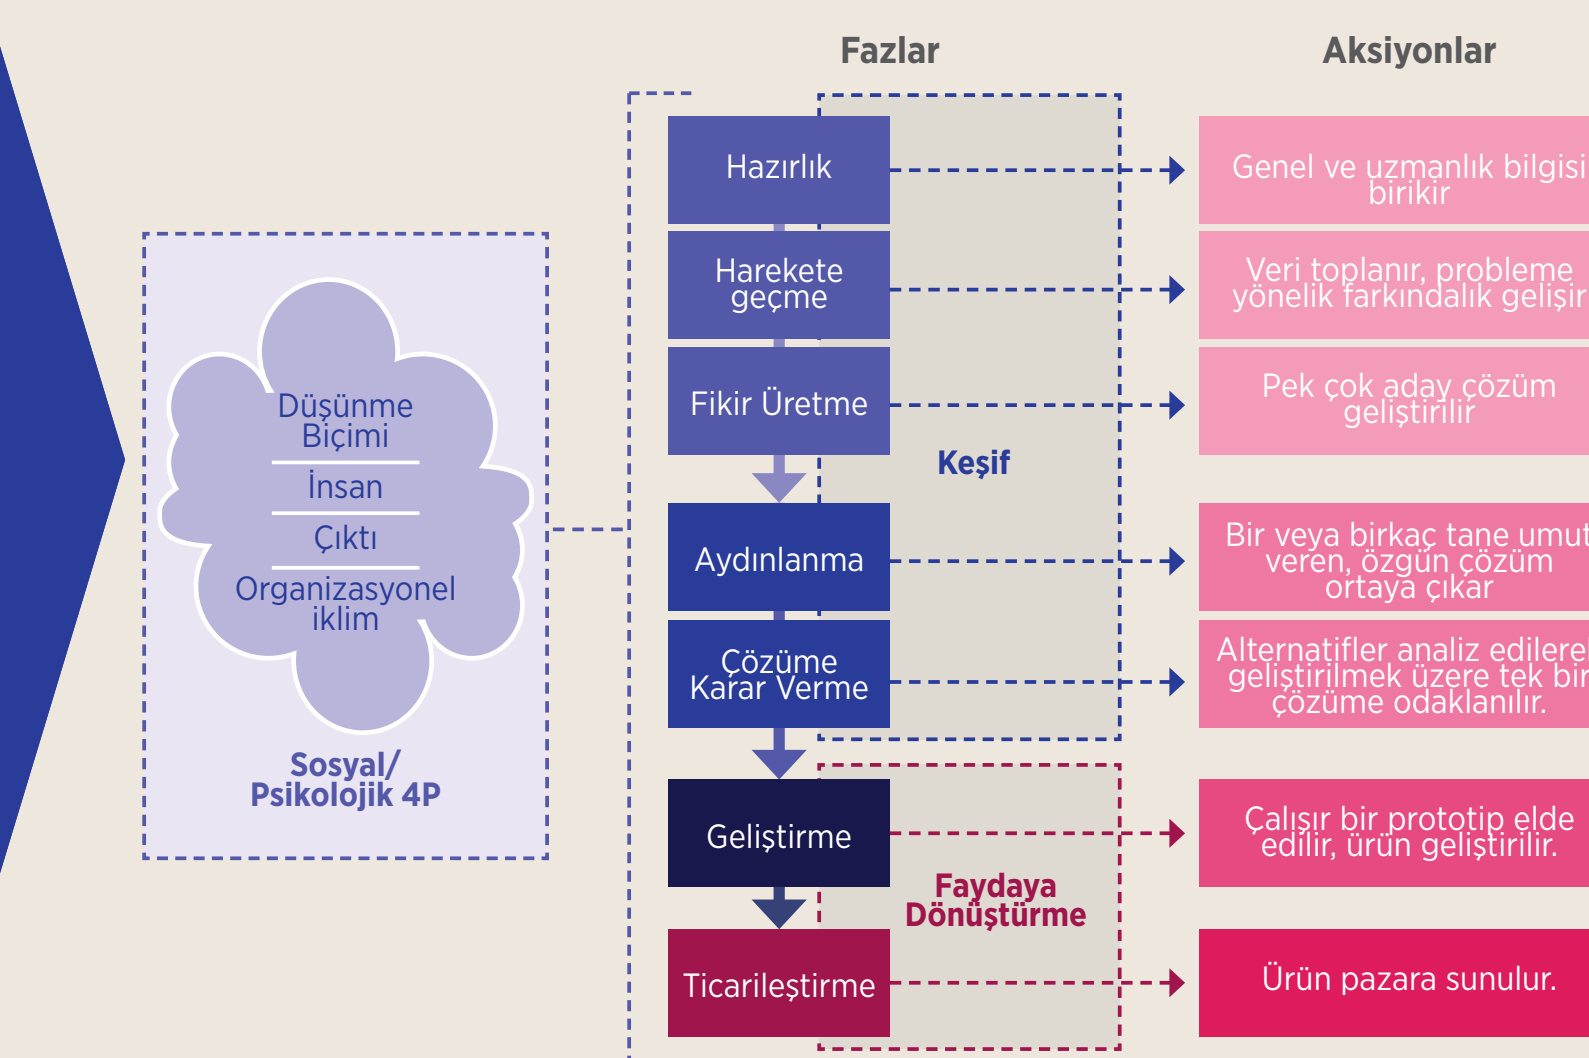 Fazlar
Aksiyonlar
Hazırlık
Genel ve uzmanlık bilgisi
birikir
Harekete
geçme
Veri toplanır, probleme
yönelik farkındalık gelişir
Fikir Üretme
Pek çok aday çözüm
geliştirilir
Keşif
Aydınlanma
Bir veya birkaç tane umut
veren, özgün çözüm
ortaya çıkar
Çözüme
Karar Verme
Alternatifler analiz edilerek
geliştirilmek üzere tek bir
çözüme odaklanılır.
Düşünme
Biçimi
İnsan
Çıktı
Organizasyonel
iklim
Sosyal/
Psikolojik 4P
Geliştirme
Çalışır bir prototip elde
edilir, ürün geliştirilir.
Faydaya
Dönüştürme
Ticarileştirme
Ürün pazara sunulur.